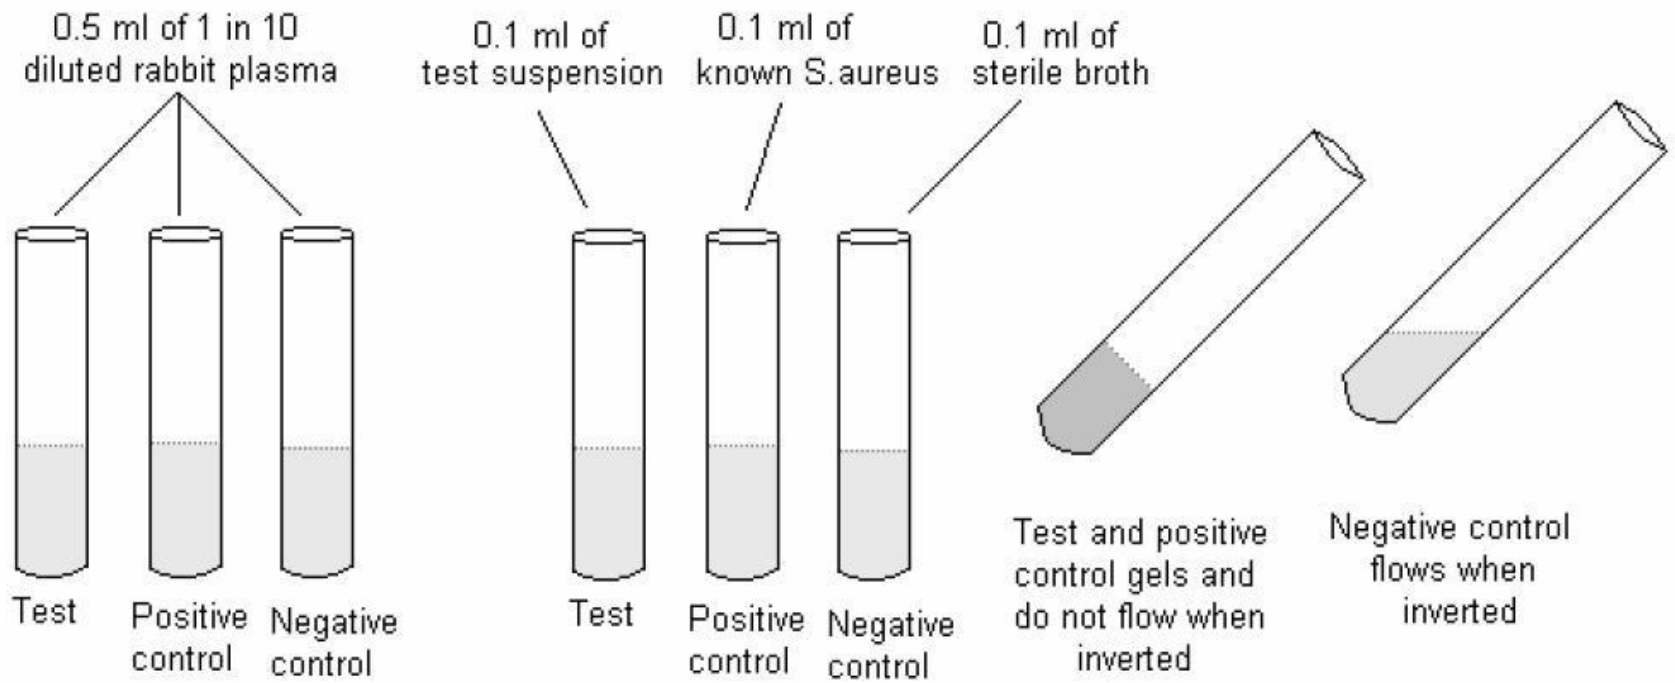 0.5 ml of 1 in 10
diluted rabbit plasma
0.1 ml of
test suspension
0.1 ml of
known S.aureus
0.1 ml of
sterile broth
Test
Positive
control
Negative
control
Test
Positive
control
Negative
control
Test and positive
control gels and
do not flow when
inverted
Negative control
flows when
inverted